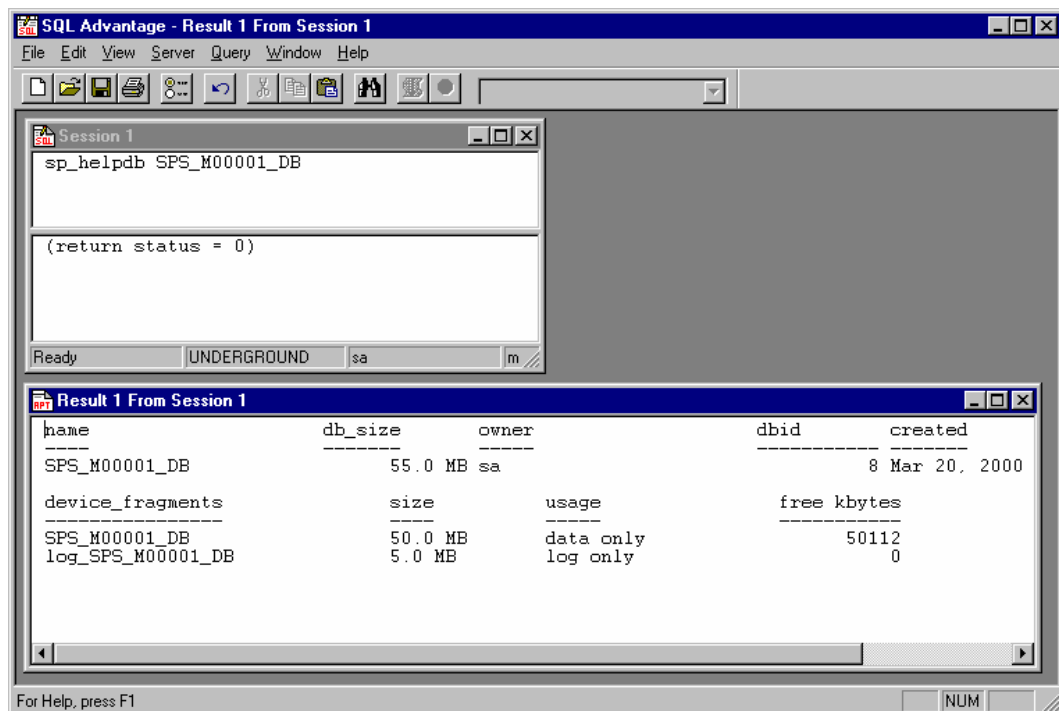 SQL Advantage - Result 1 From Session 1
File Edit View Server Query Window Help
Session 1
sp_helpdb SPS_M00001_DB
(return status = 0)
Ready UNDERGROUND sa m
Result 1 From Session 1
name db_size owner dbid created
---- ------- ----- ----------- -------
SPS_M00001_DB 55.0 MB sa 8 Mar 20, 2000
device_fragments size usage free kbytes
---------------- ---- ----- -----------
SPS_M00001_DB 50.0 MB data only 50112
log_SPS_M00001_DB 5.0 MB log only 0
For Help, press F1 NUM